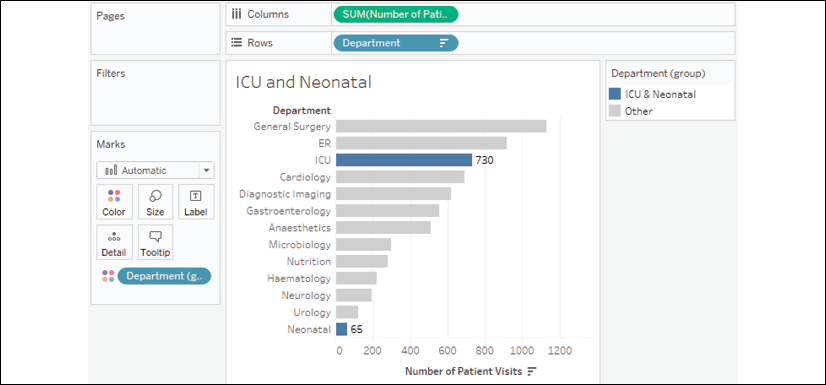 Pages
Columns
SUM(Number of Pati..
Rows
Department
Filters
Marks
Automatic
Color
Size
Label
Detail
Tooltip
Department (g..
ICU and Neonatal
Department
General Surgery
ER
ICU
730
Cardiology
Diagnostic Imaging
Gastroenterology
Anaesthetics
Microbiology
Nutrition
Haematology
Neurology
Urology
Neonatal
65
0 200 400 600 800 1000 1200
Number of Patient Visits
Department (group)
ICU & Neonatal
Other